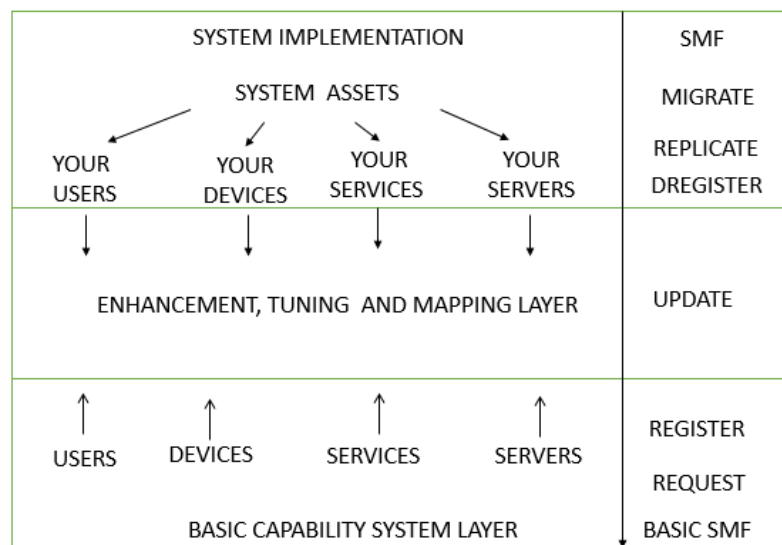 SYSTEM IMPLEMENTATION SMF
SYSTEM ASSETS MIGRATE
YOUR USERS YOUR DEVICES YOUR SERVICES YOUR SERVERS REPLICATE
DREGISTER
ENHANCEMENT, TUNING AND MAPPING LAYER UPDATE
USERS DEVICES SERVICES SERVERS REGISTER
REQUEST
BASIC CAPABILITY SYSTEM LAYER BASIC SMF